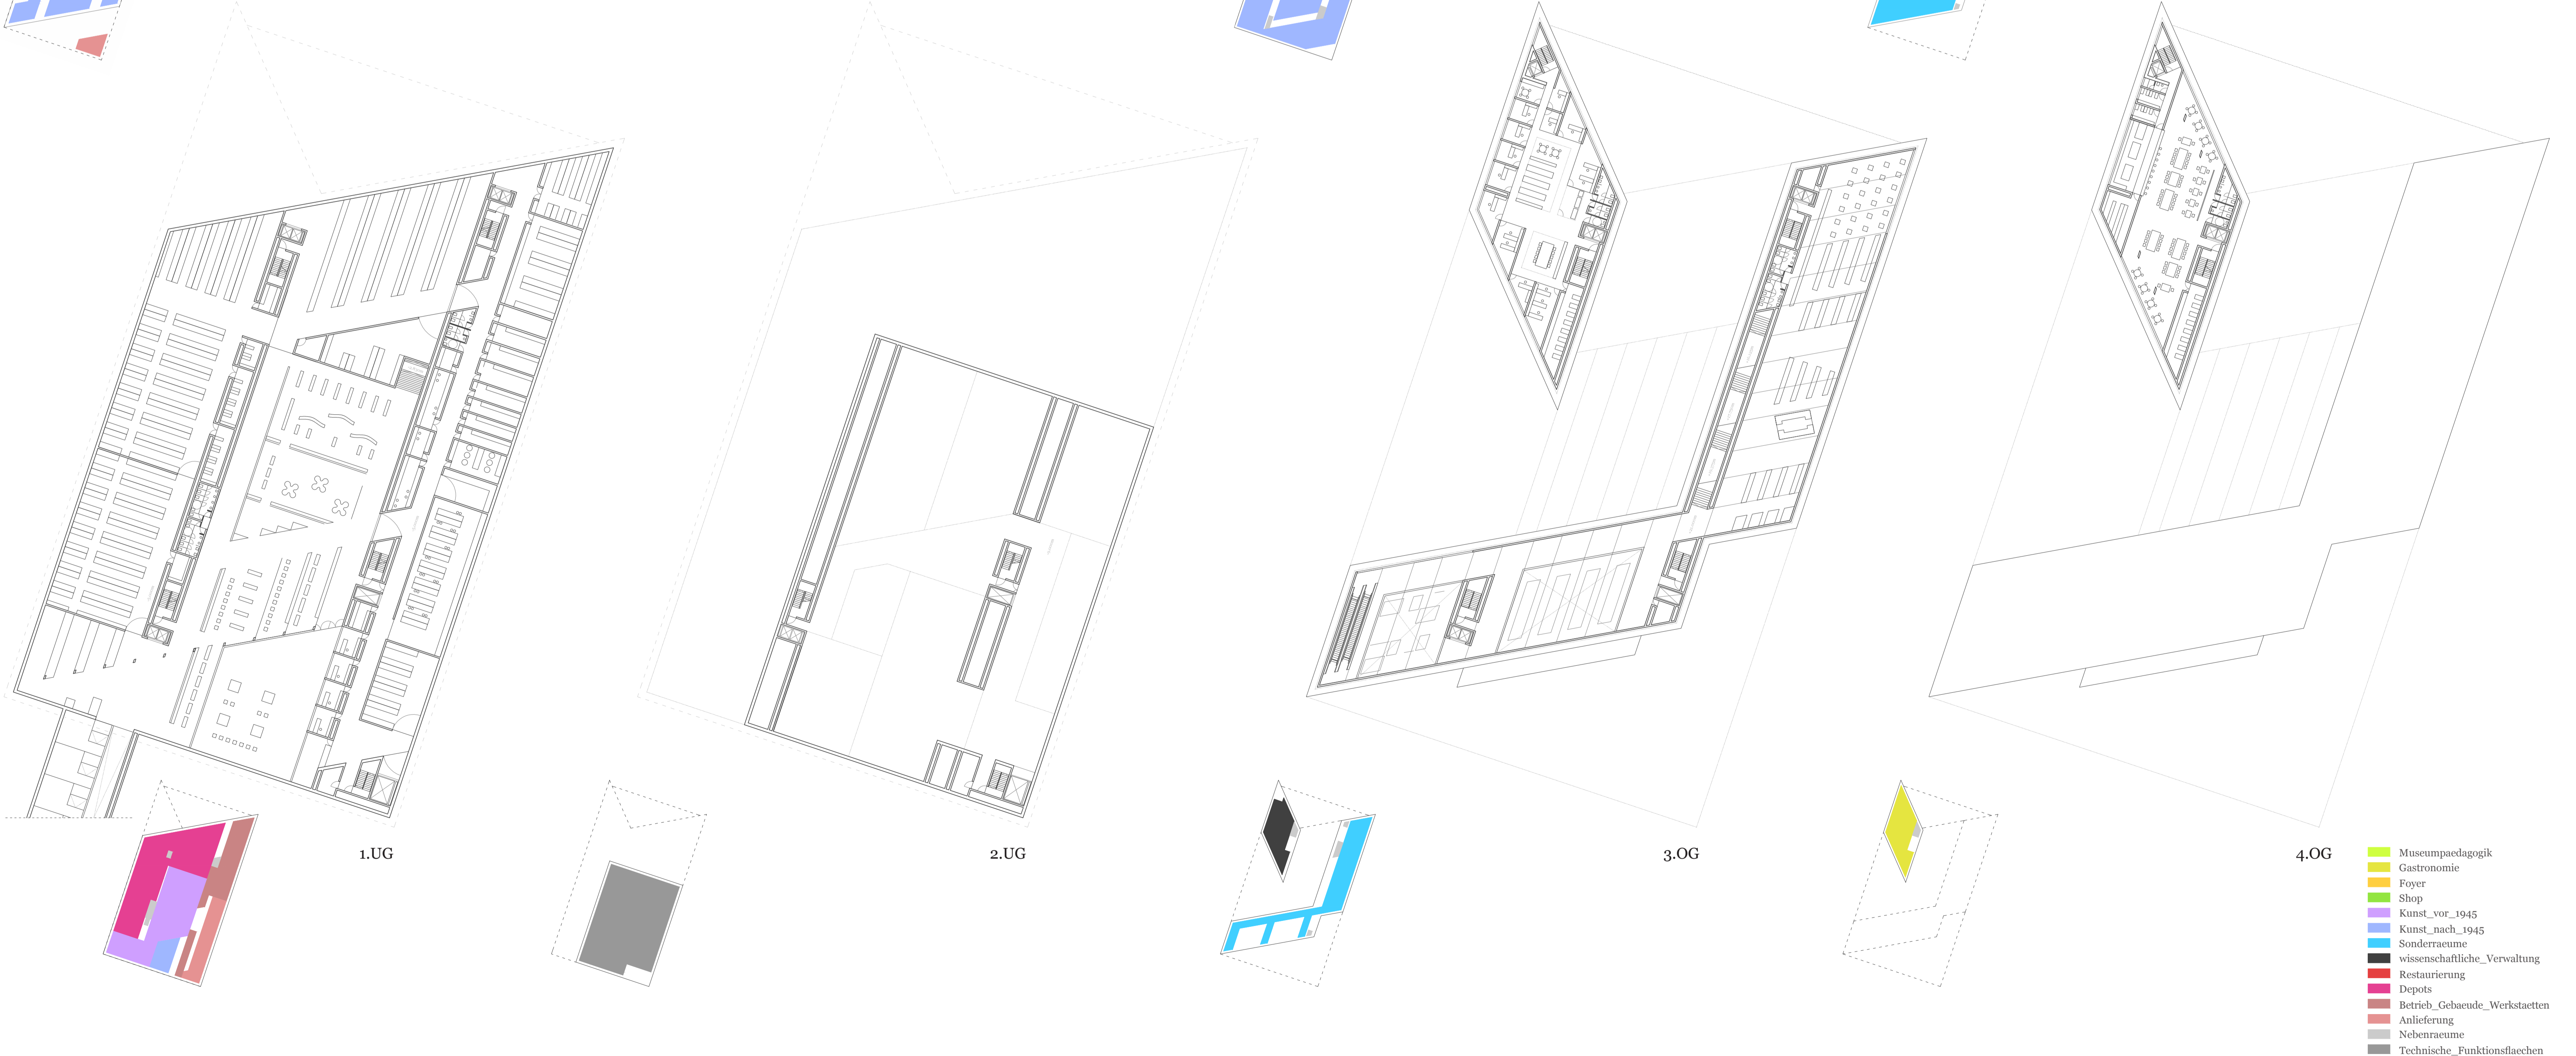 1.UG
2.UG
3.OG
4.OG
Museumpaedagogik
Gastronomie
Foyer
Shop
Kunst_vor_1945
Kunst_nach_1945
Sonderraeume
wissenschaftliche_Verwaltung
Restaurierung
Depots
Betrieb_Gebaeude_Werkstaetten
Anlieferung
Nebenraeume
Technische_Funktionsflaechen